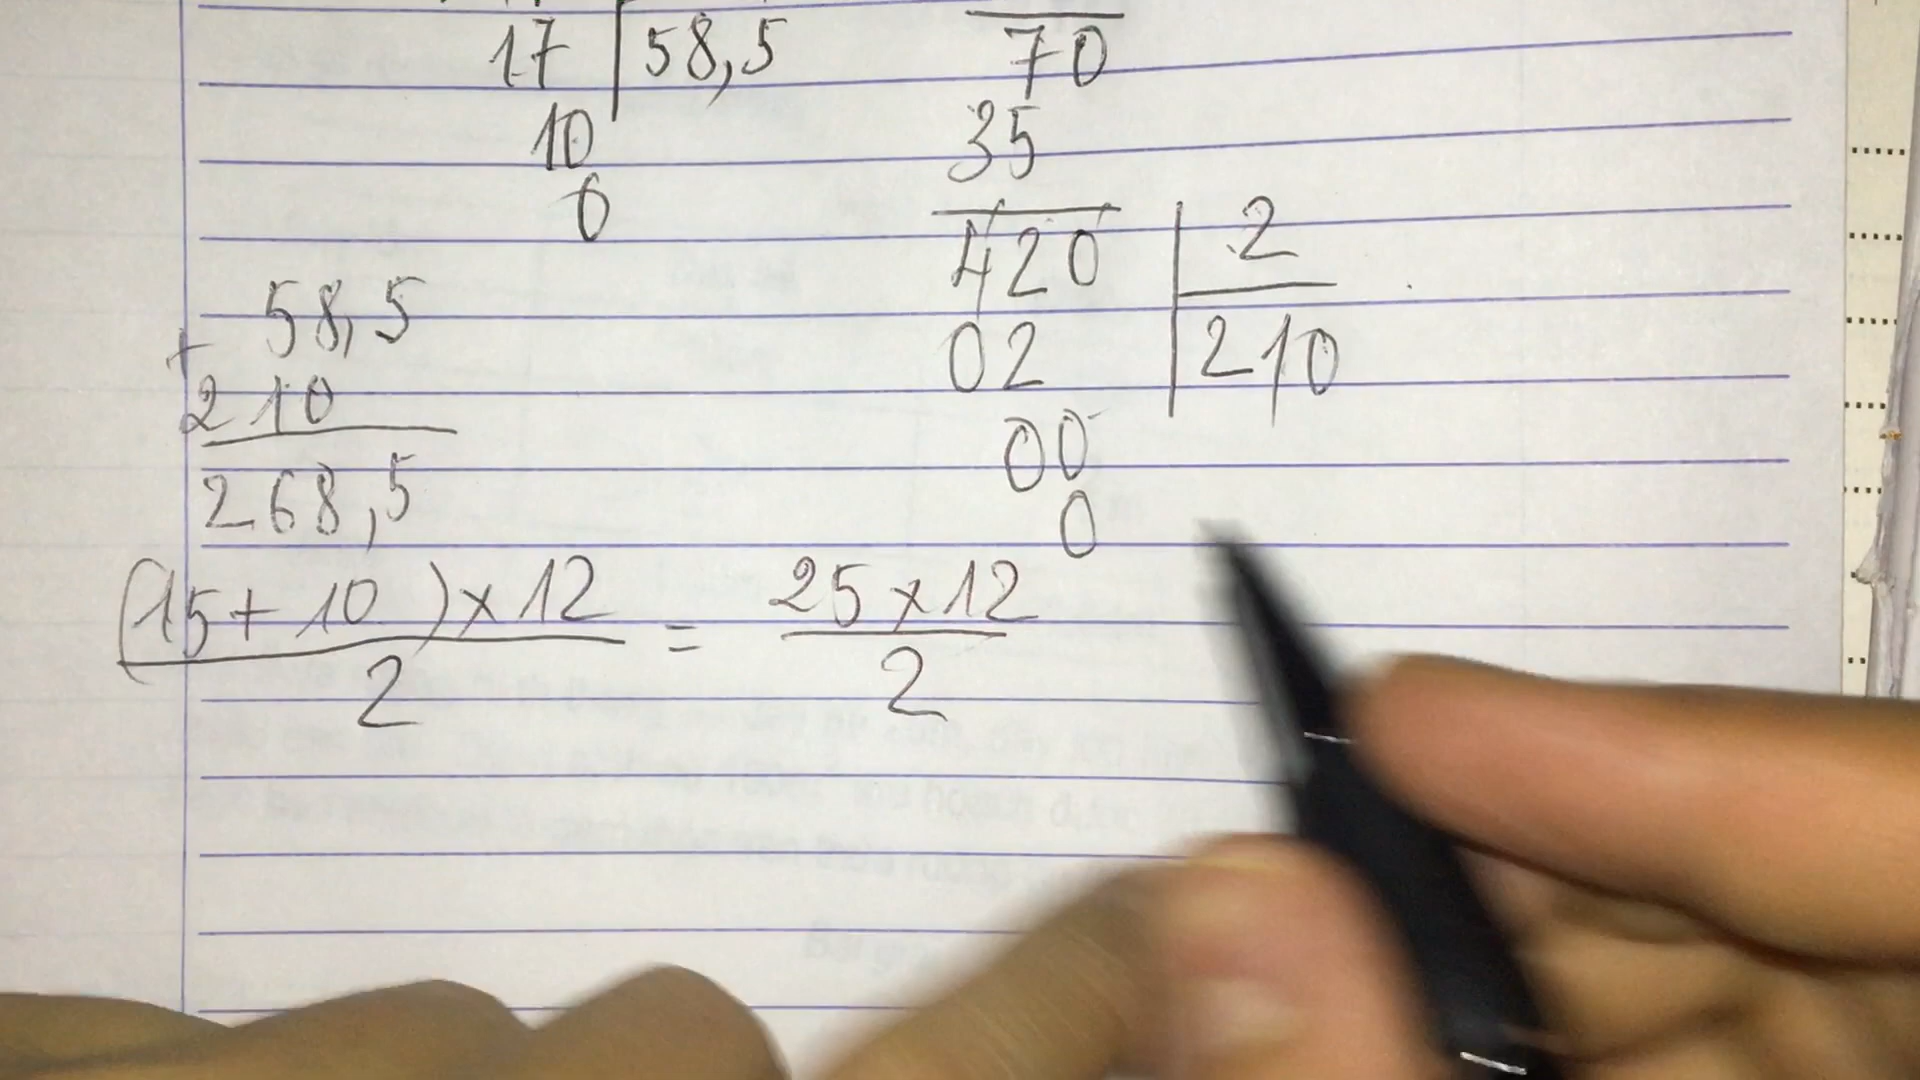 17 | 58,5
10
0
70
35
420 | 2
02 | 210
00
0
58,5
+
210
268,5
(15 + 10) x 12 / 2 = 25 x 12 / 2